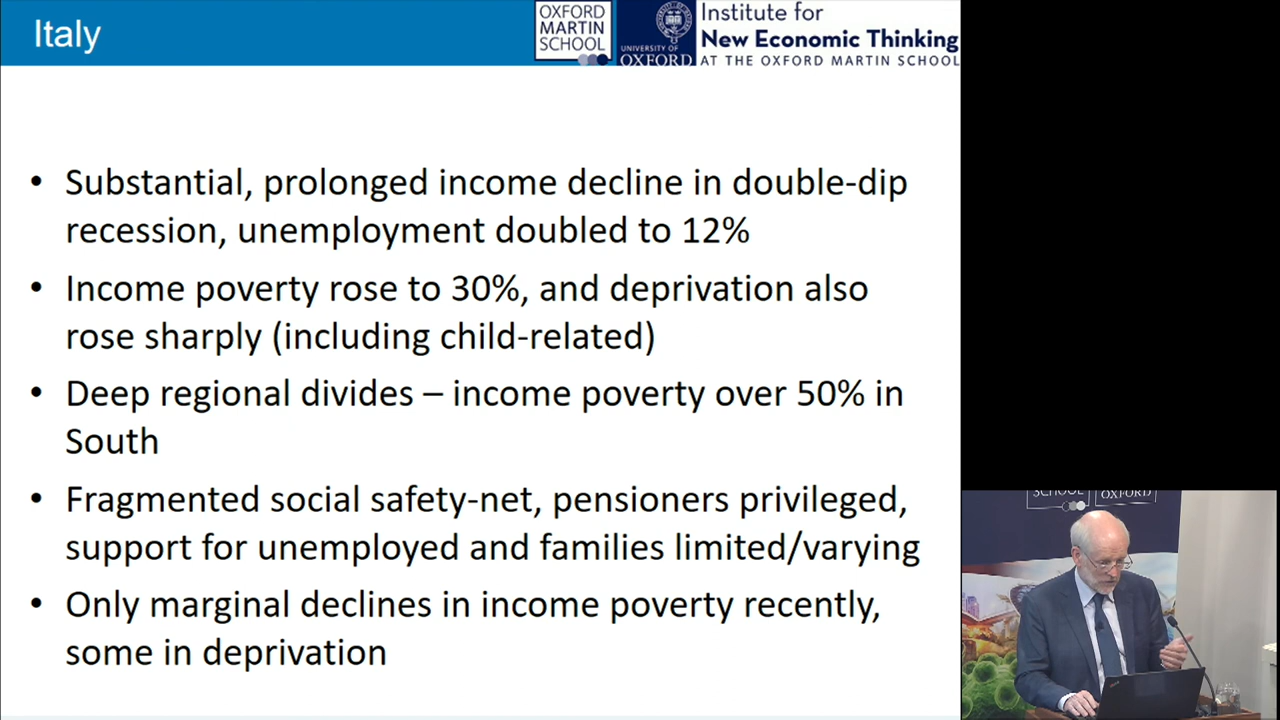 Italy
OXFORD
MARTIN
SCHOOL
UNIVERSITY OF
OXFORD
Institute for
New Economic Thinking
AT THE OXFORD MARTIN SCHOOL
• Substantial, prolonged income decline in double-dip
recession, unemployment doubled to 12%
• Income poverty rose to 30%, and deprivation also
rose sharply (including child-related)
• Deep regional divides – income poverty over 50% in
South
• Fragmented social safety-net, pensioners privileged,
support for unemployed and families limited/varying
• Only marginal declines in income poverty recently,
some in deprivation
SCHOOL
OXFORD